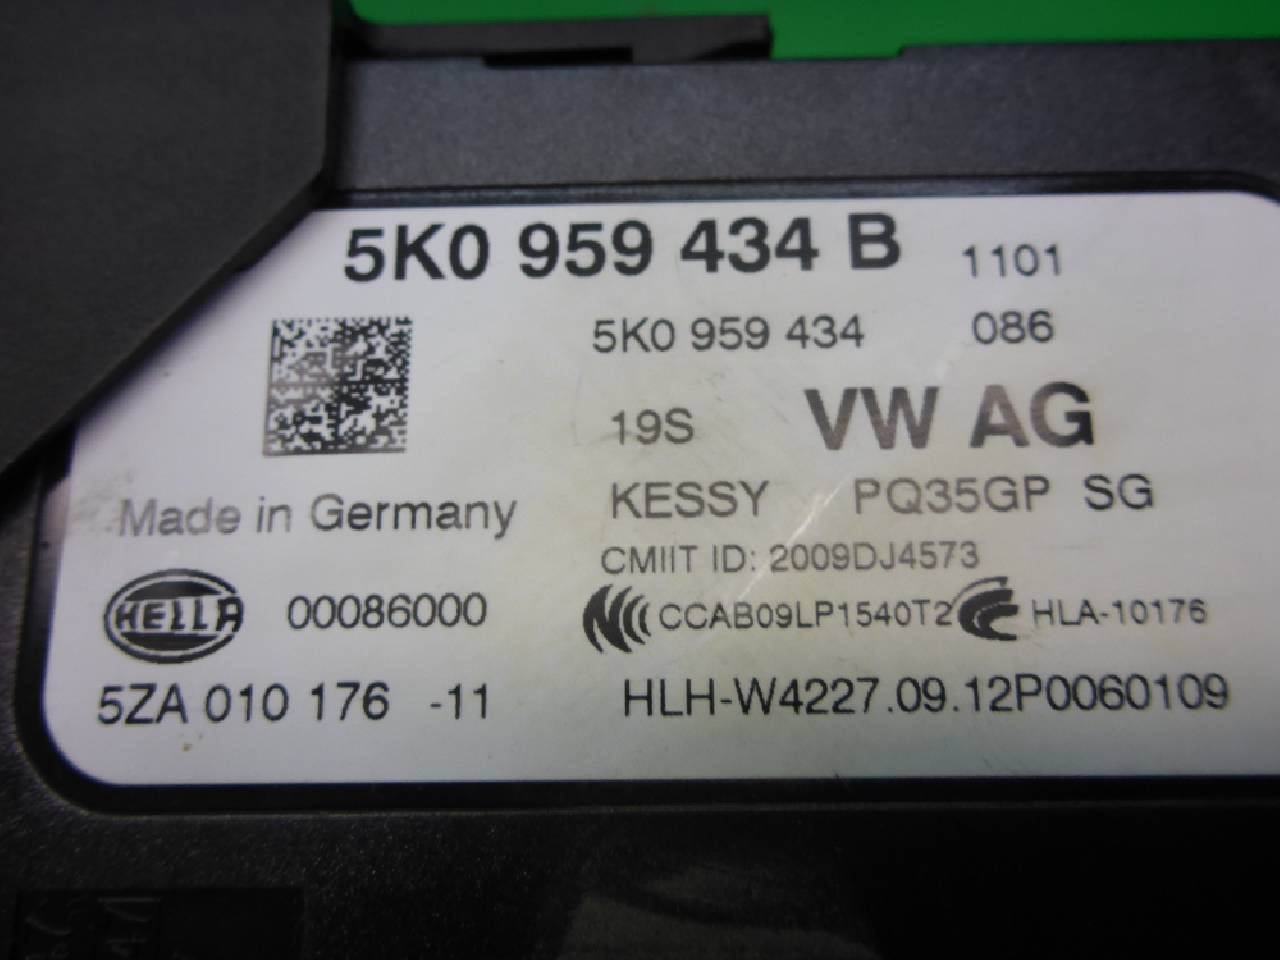 5K0 959 434 B 1101
5K0 959 434 086
19S VW AG
KESSY PQ35GP SG
Made in Germany
CMIIT ID: 2009DJ4573
HELLA 00086000 CCAB09LP1540T2 HLA-10176
5ZA 010 176 -11 HLH-W4227.09.12P0060109